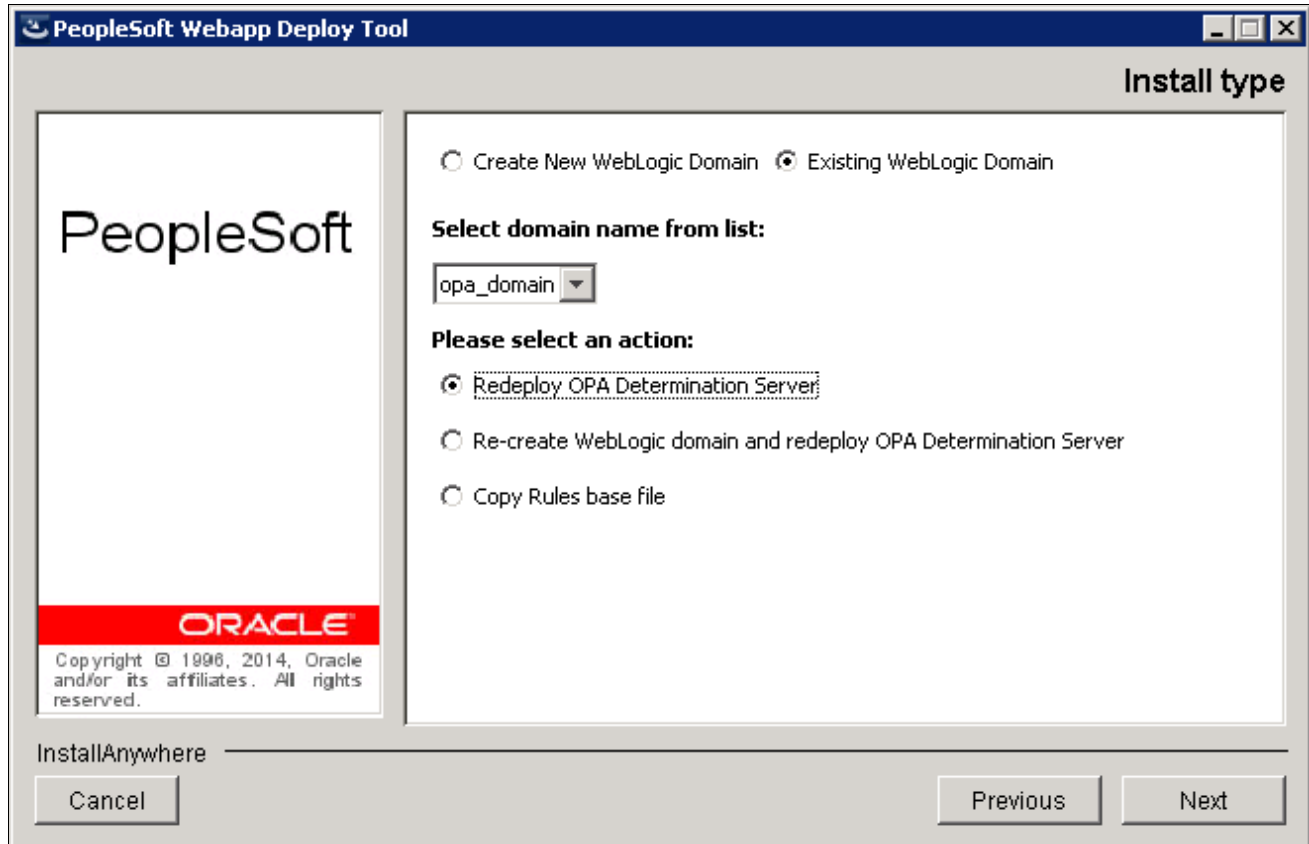 PeopleSoft Webapp Deploy Tool
Install type
PeopleSoft
ORACLE
Copyright © 1996, 2014, Oracle
and/or its affiliates. All rights
reserved.
Create New WebLogic Domain Existing WebLogic Domain
Select domain name from list:
opa_domain
Please select an action:
Redeploy OPA Determination Server
Re-create WebLogic domain and redeploy OPA Determination Server
Copy Rules base file
InstallAnywhere
Cancel Previous Next